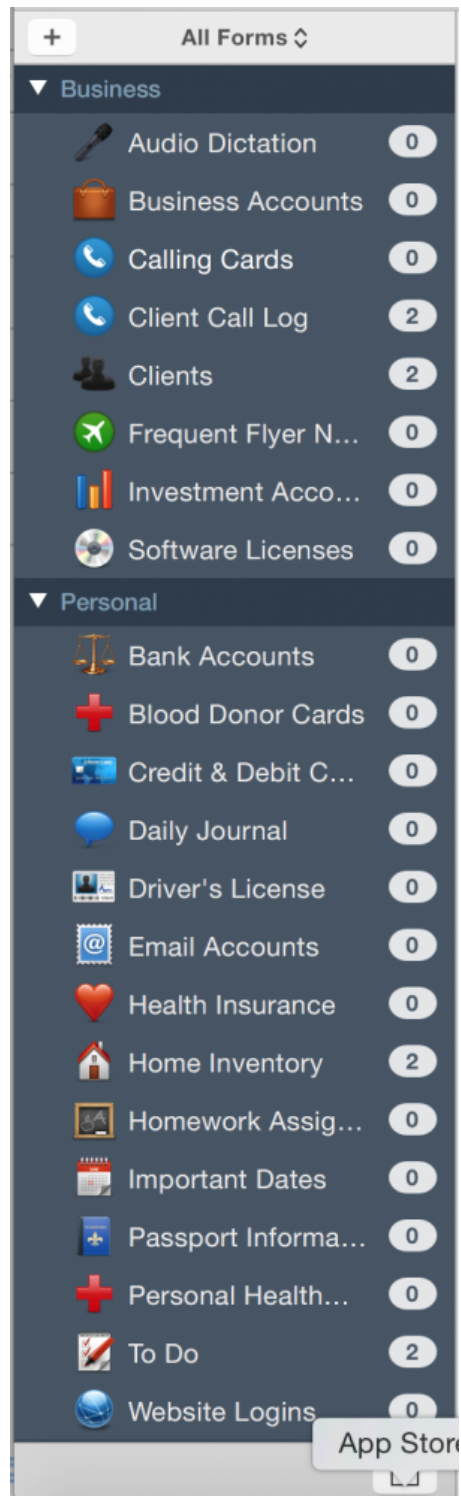 + All Forms
Business
Audio Dictation 0
Business Accounts 0
Calling Cards 0
Client Call Log 2
Clients 2
Frequent Flyer N... 0
Investment Acco... 0
Software Licenses 0
Personal
Bank Accounts 0
Blood Donor Cards 0
Credit & Debit C... 0
Daily Journal 0
Driver's License 0
Email Accounts 0
Health Insurance 0
Home Inventory 2
Homework Assig... 0
Important Dates 0
Passport Informa... 0
Personal Health... 0
To Do 2
Website Logins 0
App Store